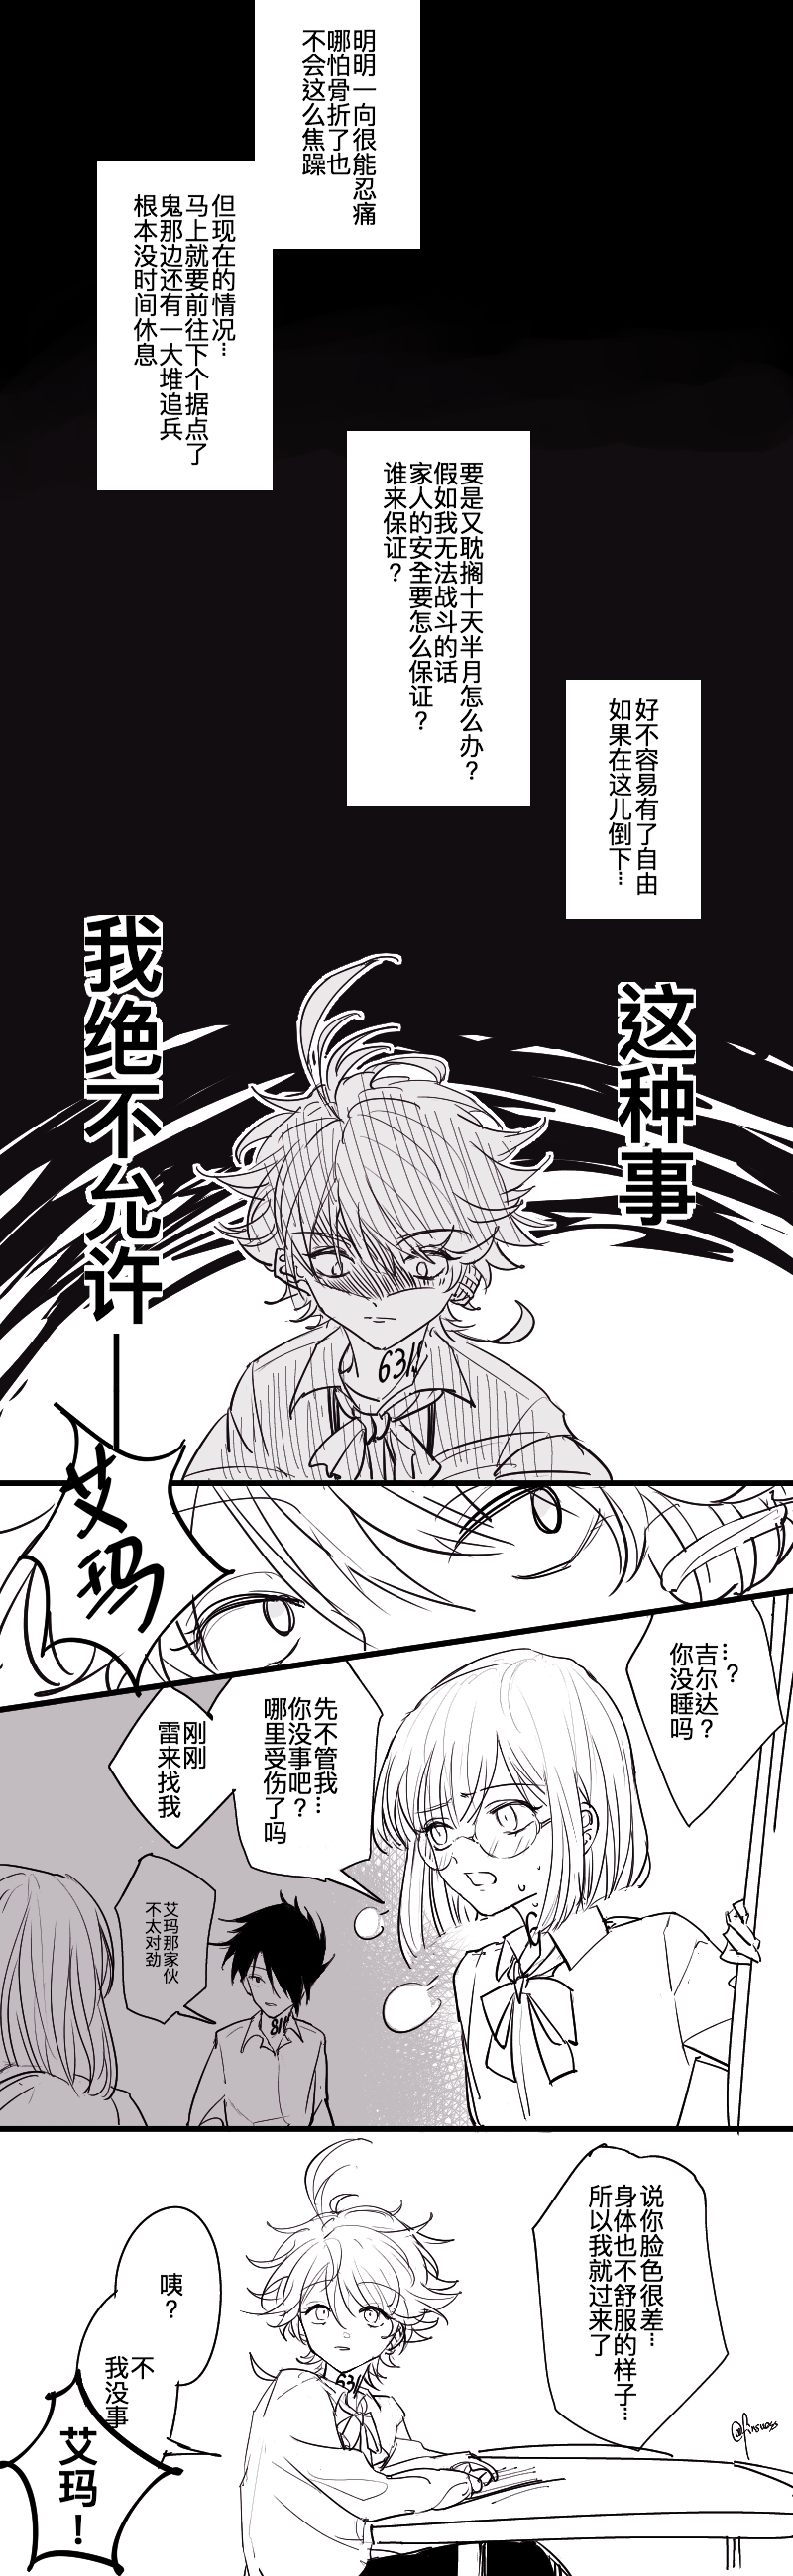 明明一向很能忍痛
哪怕骨折了也
不会这么焦躁
但现在的情况…
马上就要前往下个据点了
鬼那边还有一大堆追兵
根本没时间休息
要是又耽搁十天半月怎么办？
假如我无法战斗的话
家人的安全要怎么保证？
谁来保证？
好不容易有了自由
如果在这儿倒下…
这种事
我绝不允许——
艾玛
…？
吉尔达？
你没睡吗
先不管我…
你没事吧？
哪里受伤了吗
刚刚
雷来找我
艾玛那家伙
不太对劲
说你脸色很差…
身体也不舒服的样子…
所以我就过来了
咦？
不
我没事
艾玛！